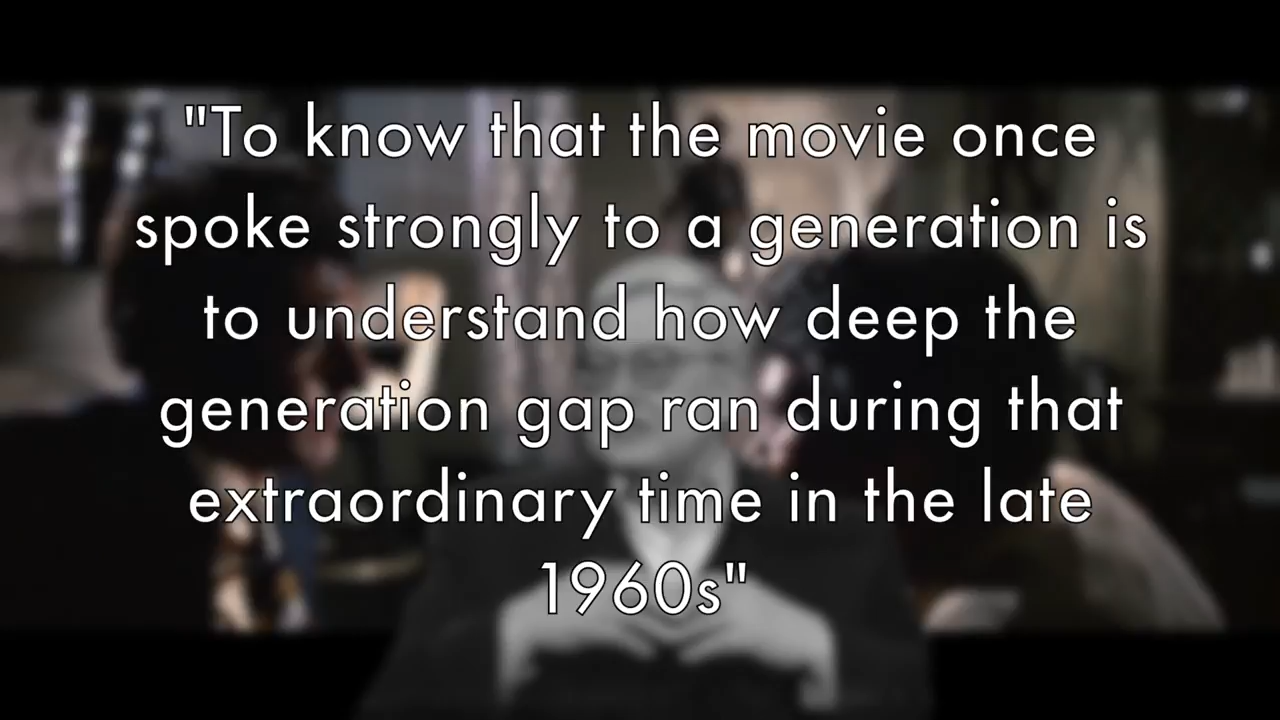 "To know that the movie once
spoke strongly to a generation is
to understand how deep the
generation gap ran during that
extraordinary time in the late
1960s"